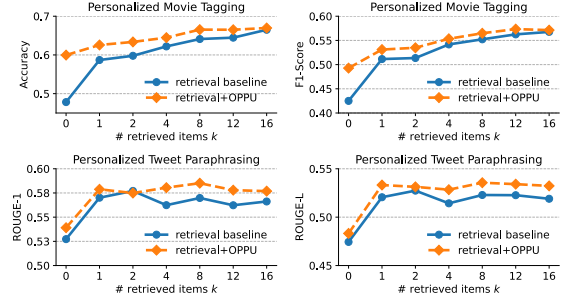 Personalized Movie Tagging
0.7
0.6
0.5
Accuracy
retrieval baseline
retrieval+OPPU
0 1 2 4 8 12 16
# retrieved items k
Personalized Movie Tagging
0.60
0.55
0.50
0.45
0.40
F1-Score
retrieval baseline
retrieval+OPPU
0 1 2 4 8 12 16
# retrieved items k
Personalized Tweet Paraphrasing
0.60
0.58
0.55
0.53
0.50
ROUGE-1
retrieval baseline
retrieval+OPPU
0 1 2 4 8 12 16
# retrieved items k
Personalized Tweet Paraphrasing
0.55
0.50
0.45
ROUGE-L
retrieval baseline
retrieval+OPPU
0 1 2 4 8 12 16
# retrieved items k